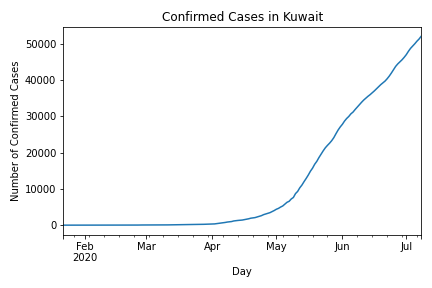 Confirmed Cases in Kuwait
50000
40000
30000
20000
10000
0
Number of Confirmed Cases
Feb Mar Apr May Jun Jul
2020
Day